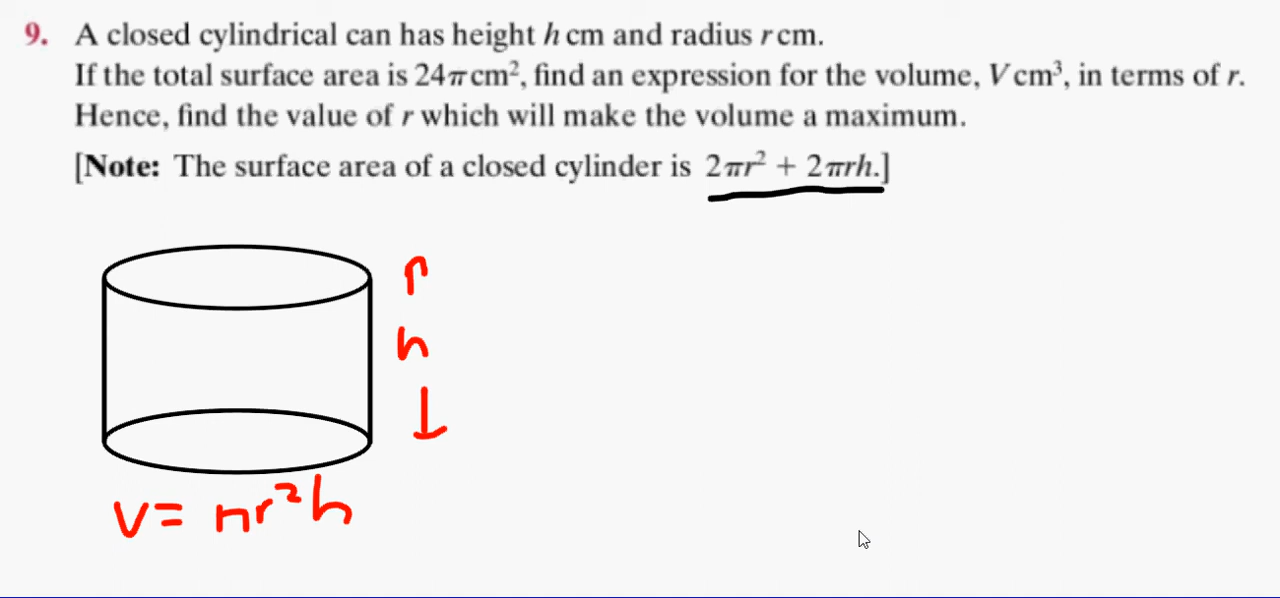 9. A closed cylindrical can has height h cm and radius r cm.
If the total surface area is 24π cm², find an expression for the volume, V cm³, in terms of r.
Hence, find the value of r which will make the volume a maximum.
[Note: The surface area of a closed cylinder is 2πr² + 2πrh.]
r
h
V = πr²h